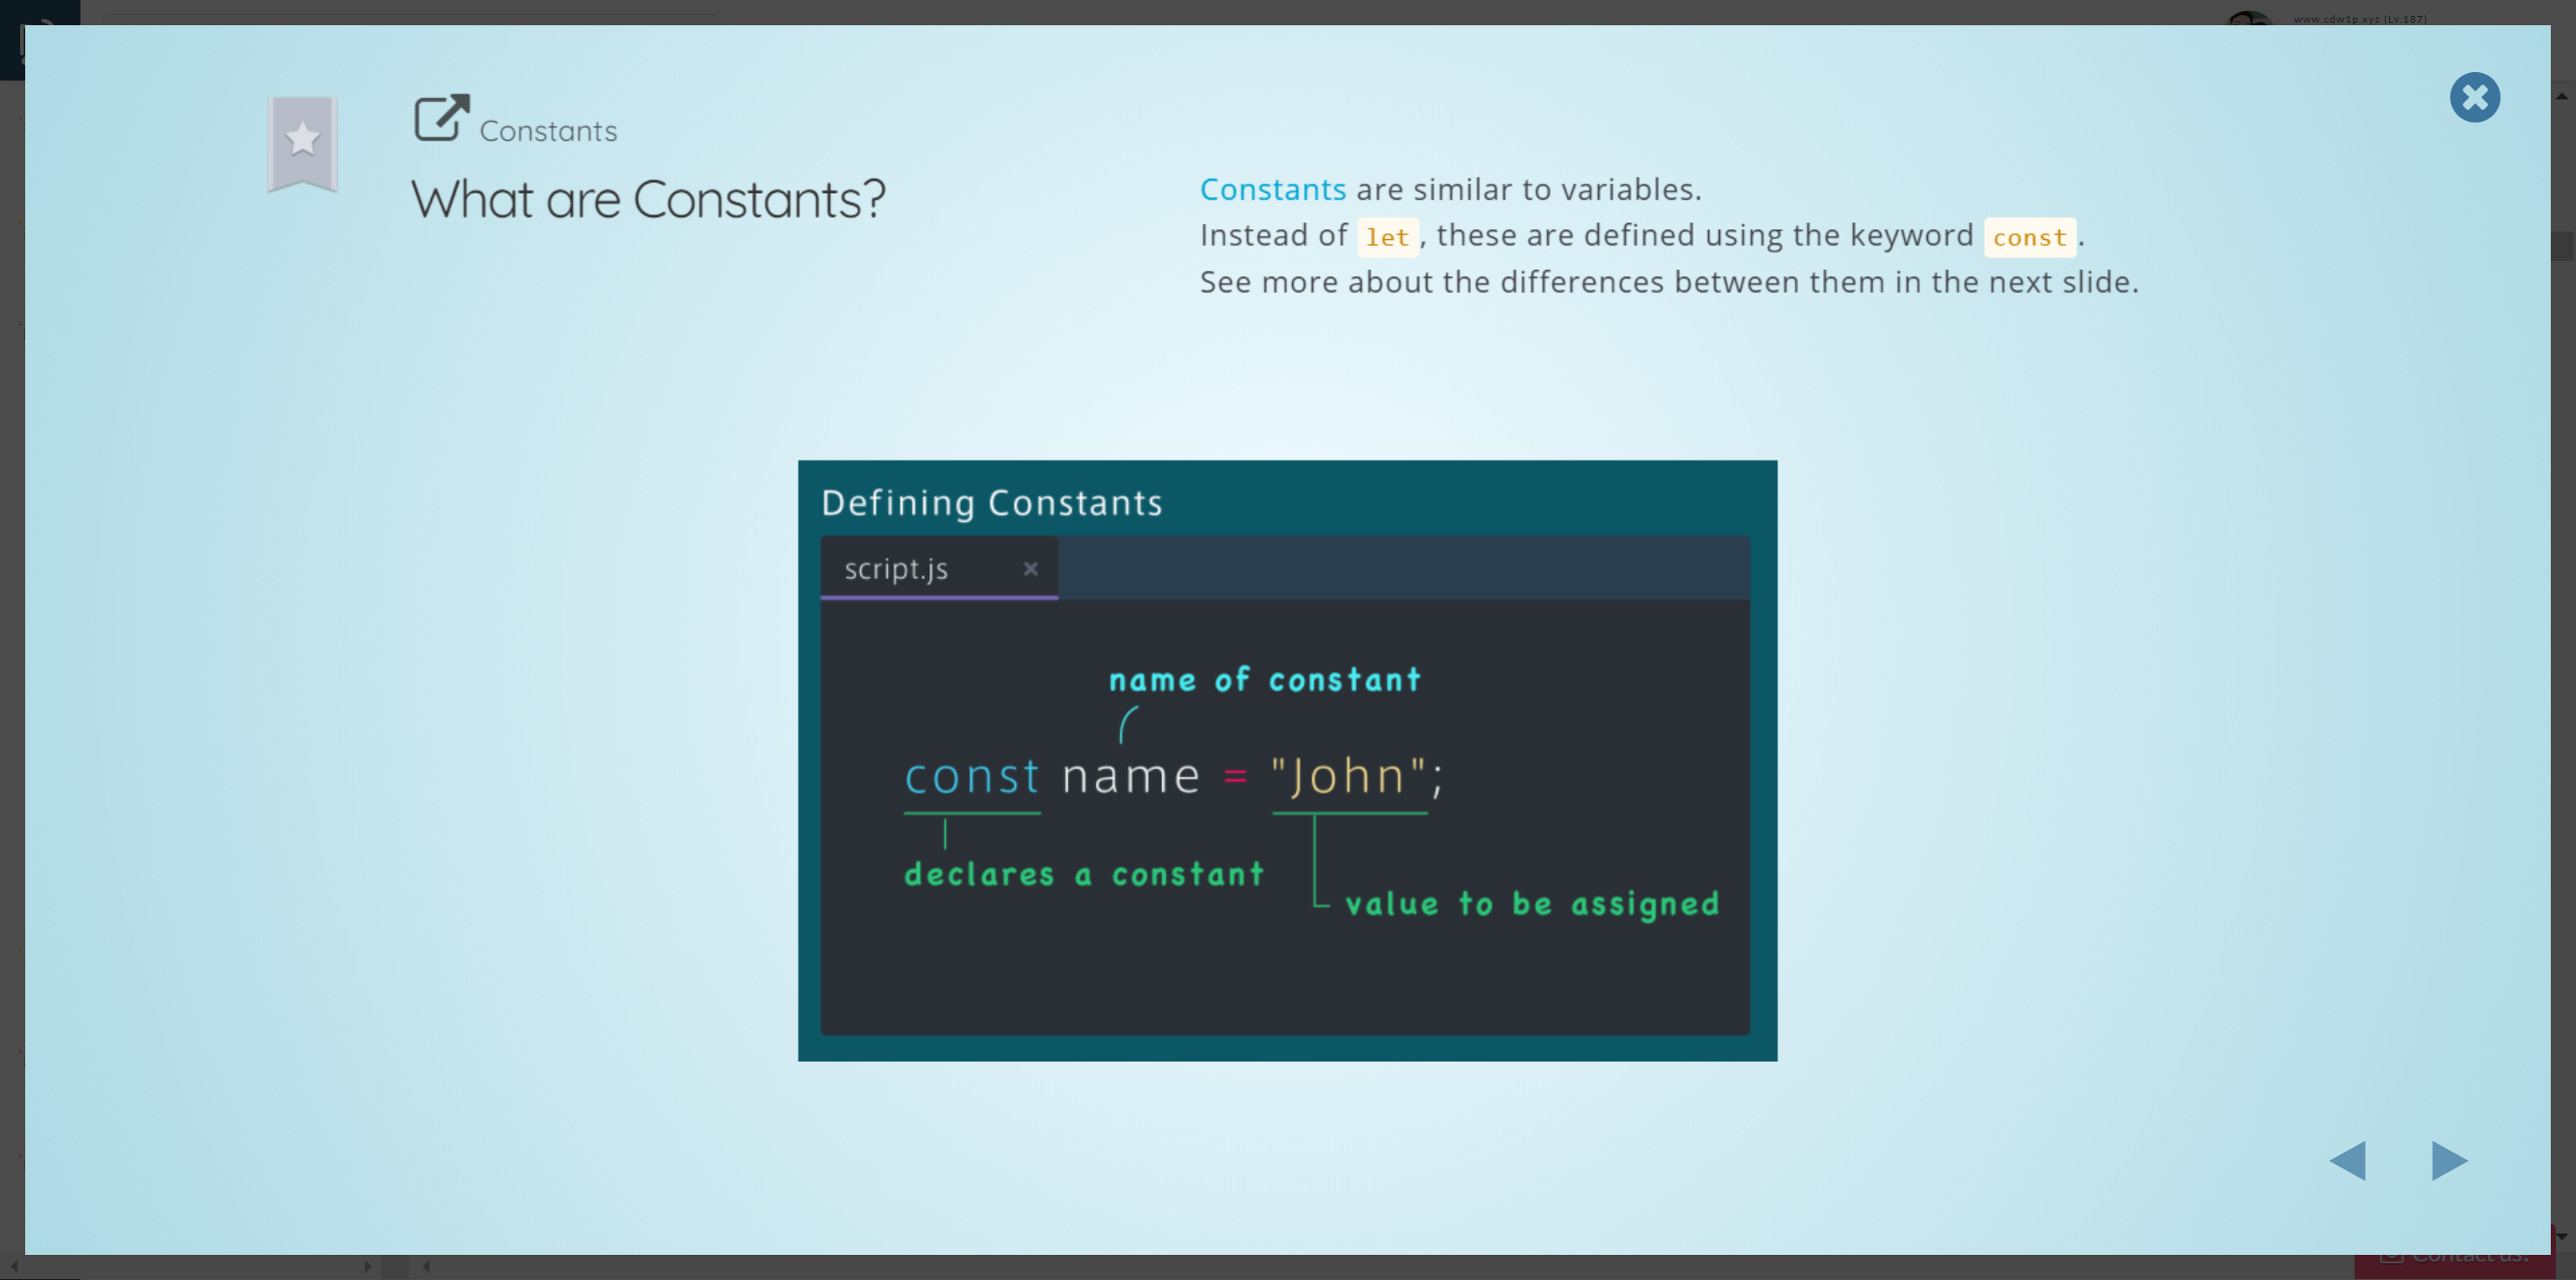 www.cdw1p.xyz (Lv.187)
Constants
What are Constants?
Constants are similar to variables.
Instead of let, these are defined using the keyword const.
See more about the differences between them in the next slide.
Defining Constants
script.js
name of constant
const name = "John";
declares a constant
value to be assigned
Contact us!